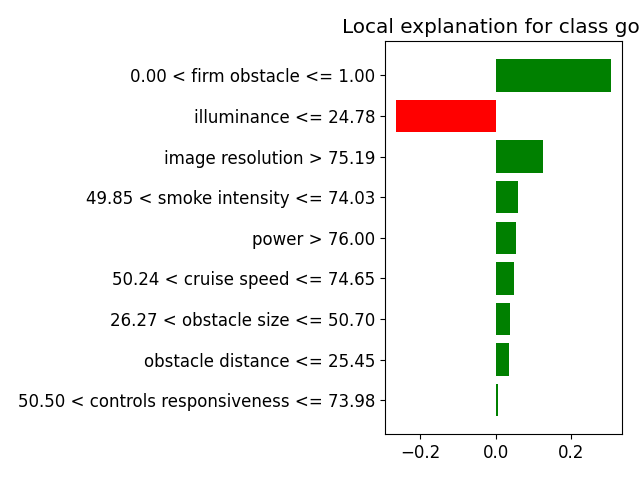 Local explanation for class go
0.00 < firm obstacle <= 1.00
illuminance <= 24.78
image resolution > 75.19
49.85 < smoke intensity <= 74.03
power > 76.00
50.24 < cruise speed <= 74.65
26.27 < obstacle size <= 50.70
obstacle distance <= 25.45
50.50 < controls responsiveness <= 73.98
−0.2 0.0 0.2